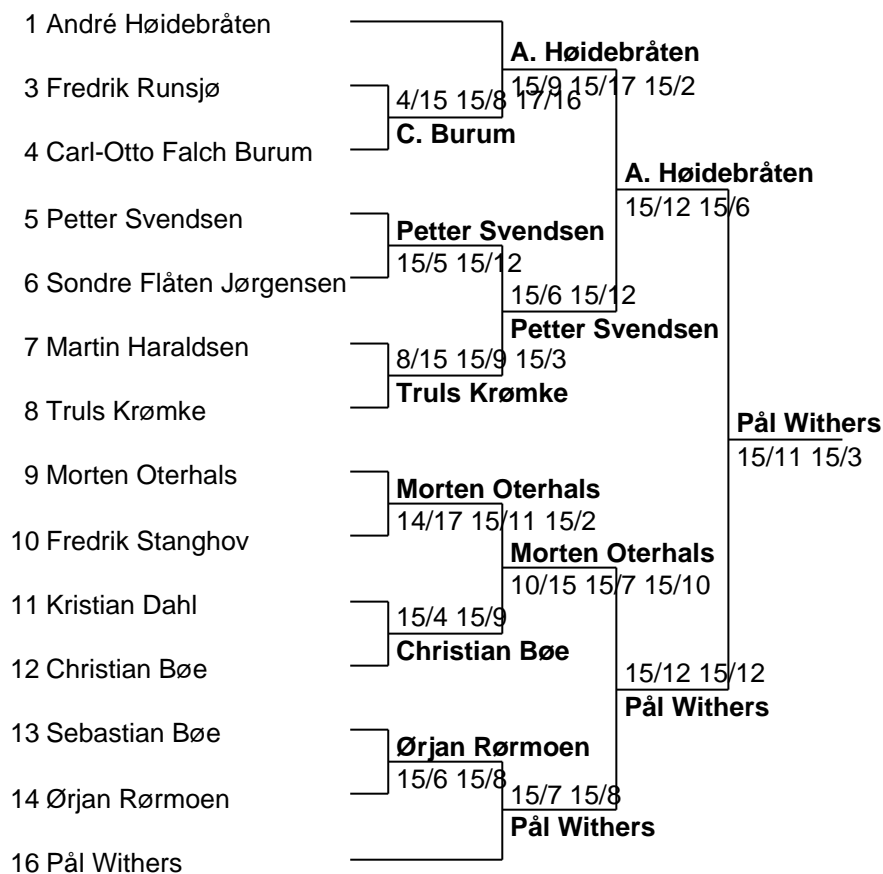 1 André Høidebråten
A. Høidebråten
15/9 15/17 15/2
3 Fredrik Runsjø
4/15 15/8 17/16
C. Burum
4 Carl-Otto Falch Burum
A. Høidebråten
15/12 15/6
5 Petter Svendsen
Petter Svendsen
15/5 15/12
6 Sondre Flåten Jørgensen
15/6 15/12
Petter Svendsen
7 Martin Haraldsen
8/15 15/9 15/3
Truls Krømke
8 Truls Krømke
Pål Withers
15/11 15/3
9 Morten Oterhals
Morten Oterhals
14/17 15/11 15/2
10 Fredrik Stanghov
Morten Oterhals
10/15 15/7 15/10
11 Kristian Dahl
15/4 15/9
Christian Bøe
12 Christian Bøe
15/12 15/12
Pål Withers
13 Sebastian Bøe
Ørjan Rørmoen
15/6 15/8
14 Ørjan Rørmoen
15/7 15/8
Pål Withers
16 Pål Withers